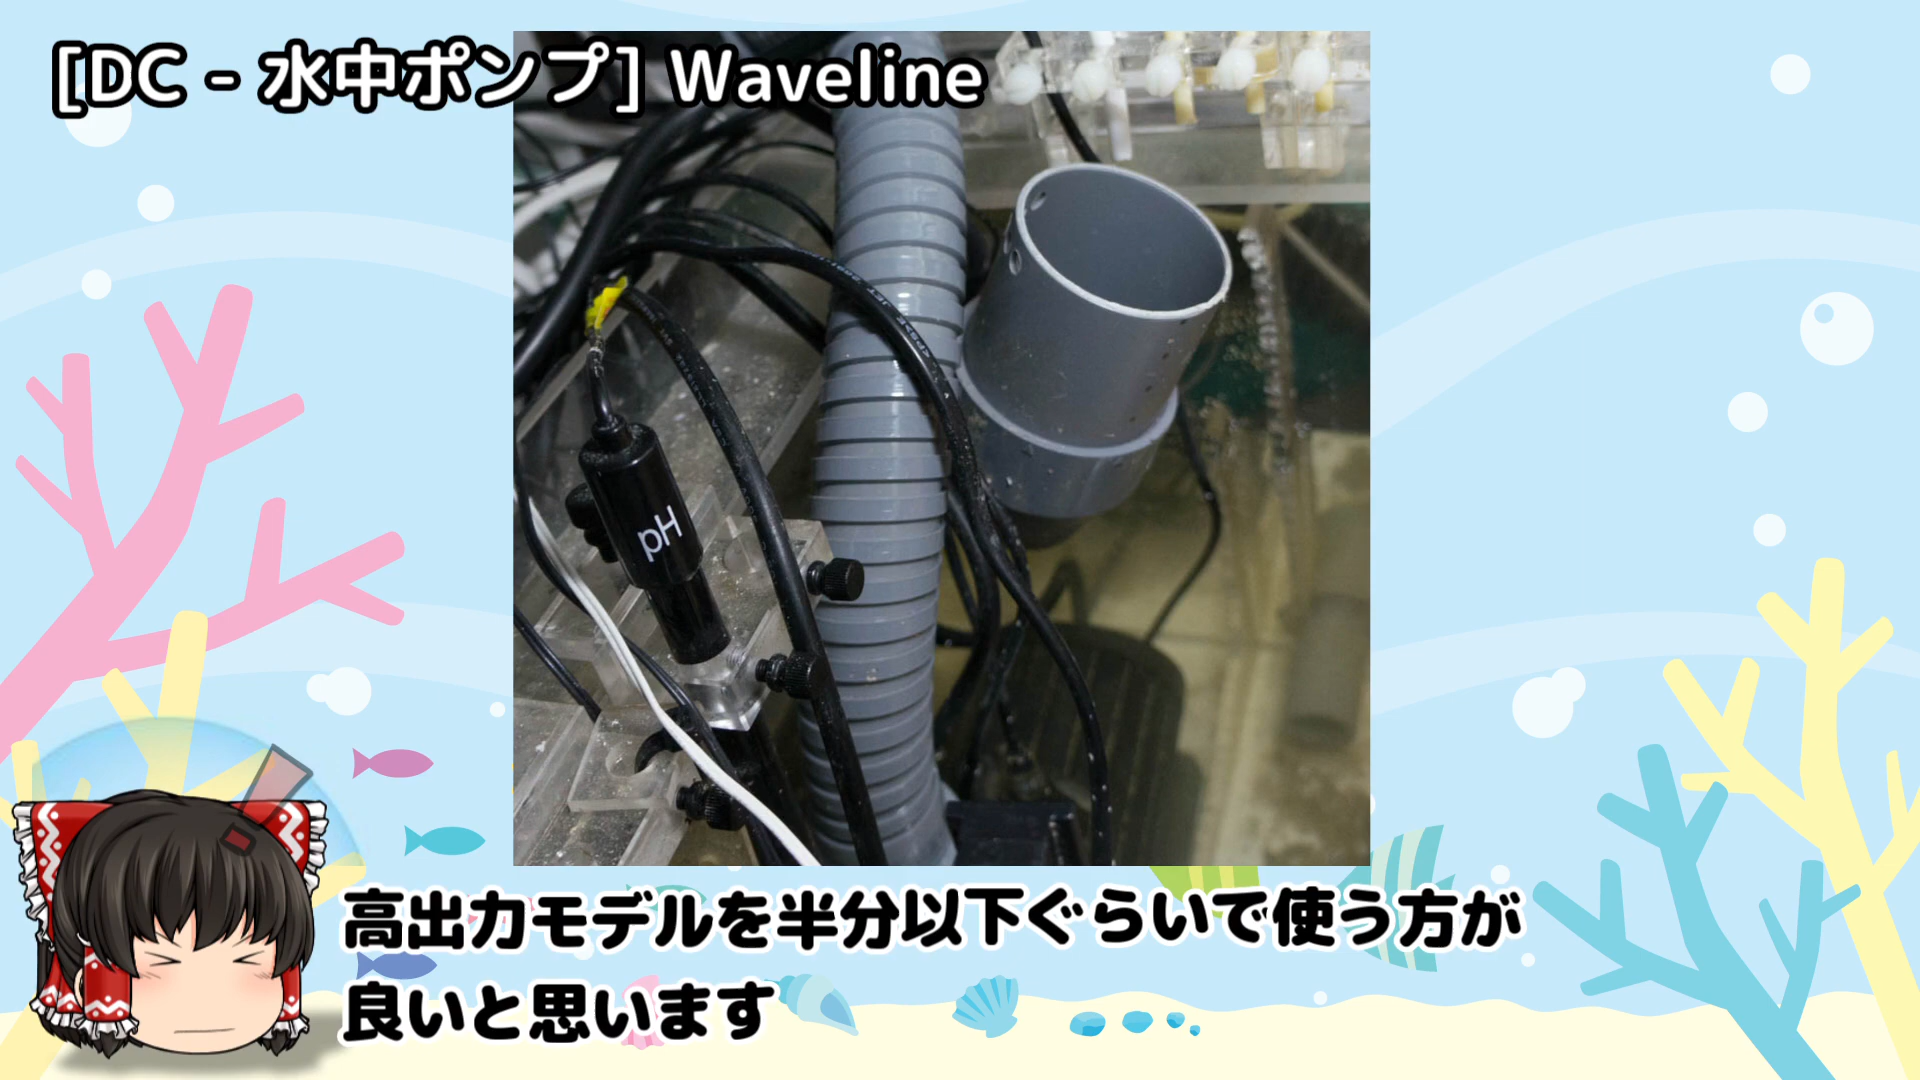 [DC - 水中ポンプ] Waveline
pH
高出力モデルを半分以下ぐらいで使う方が
良いと思います